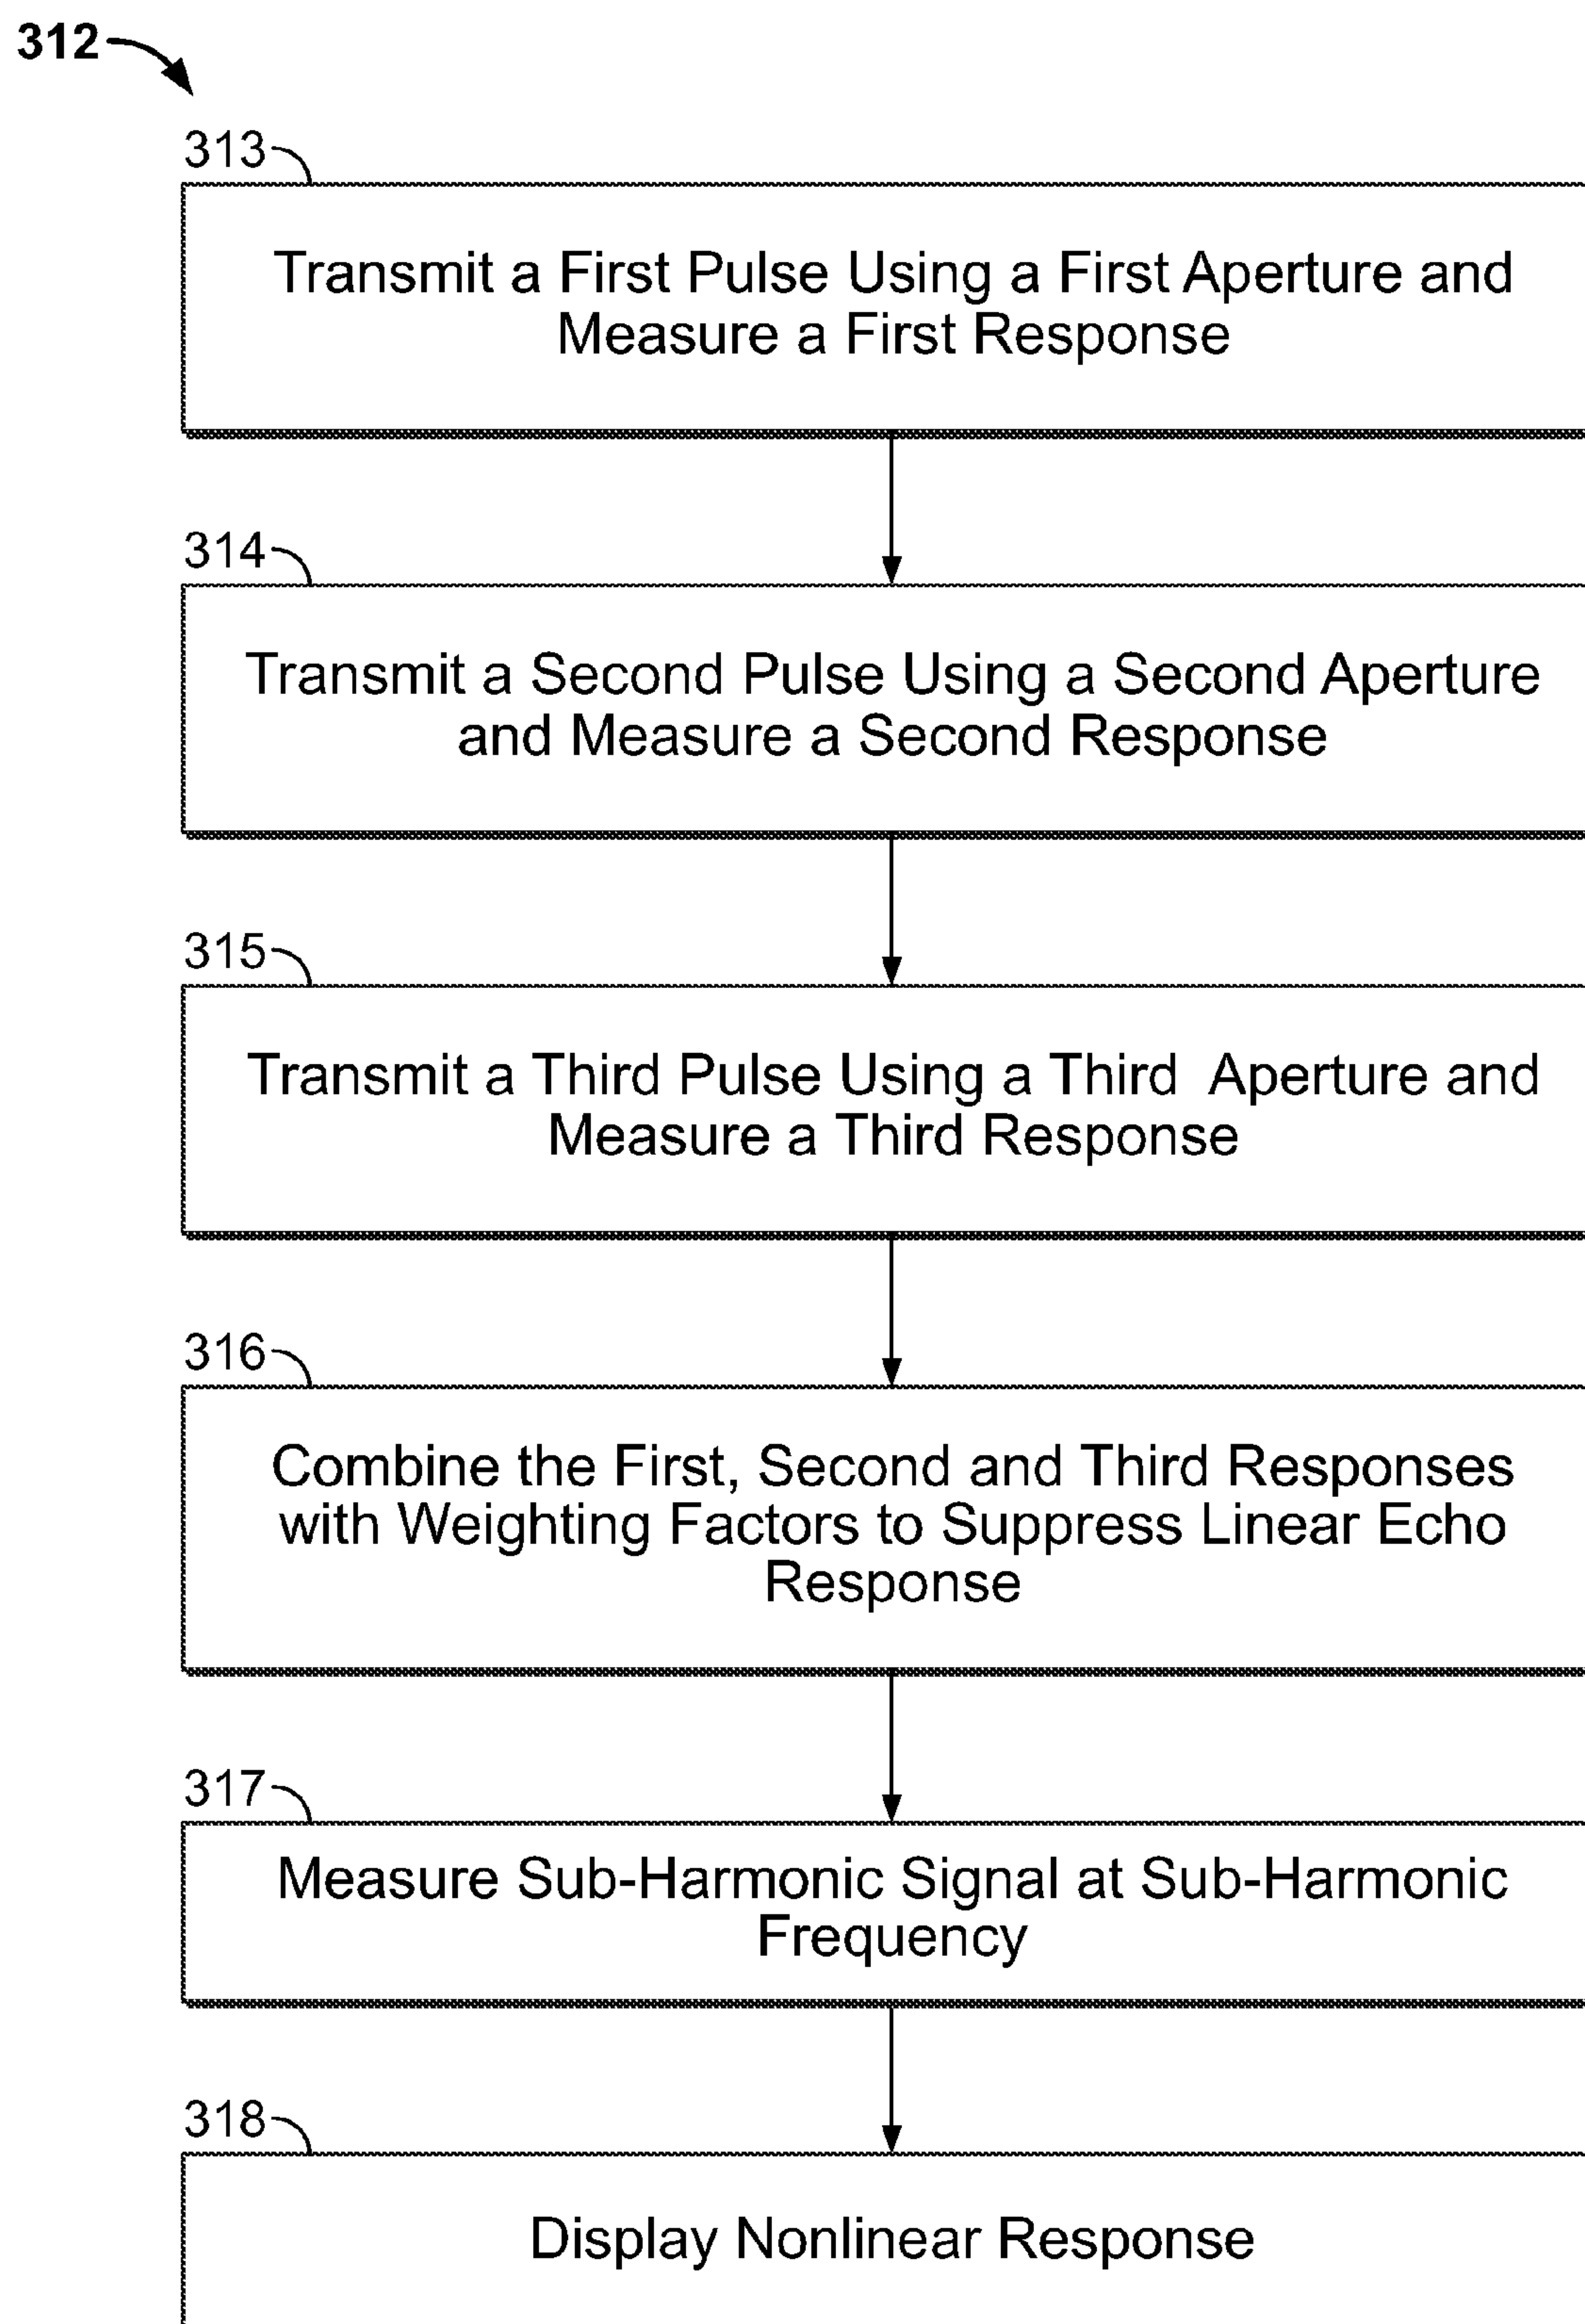 312
313
Transmit a First Pulse Using a First Aperture and
Measure a First Response
314
Transmit a Second Pulse Using a Second Aperture
and Measure a Second Response
315
Transmit a Third Pulse Using a Third Aperture and
Measure a Third Response
316
Combine the First, Second and Third Responses
with Weighting Factors to Suppress Linear Echo
Response
317
Measure Sub-Harmonic Signal at Sub-Harmonic
Frequency
318
Display Nonlinear Response